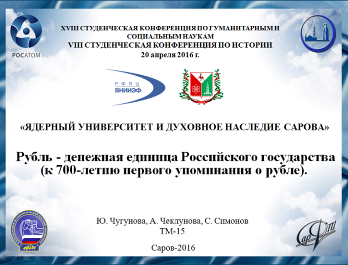 XVIII СТУДЕНЧЕСКАЯ КОНФЕРЕНЦИЯ ПО ГУМАНИТАРНЫМ И
СОЦИАЛЬНЫМ НАУКАМ
VIII СТУДЕНЧЕСКАЯ КОНФЕРЕНЦИЯ ПО ИСТОРИИ
20 апреля 2016 г.
РОСАТОМ
РФЯЦ
ВНИИЭФ
«ЯДЕРНЫЙ УНИВЕРСИТЕТ И ДУХОВНОЕ НАСЛЕДИЕ САРОВА»
Рубль - денежная единица Российского государства
(к 700-летию первого упоминания о рубле).
Ю. Чугунова, А. Чеклунова, С. Симонов
ТМ-15
Саров-2016